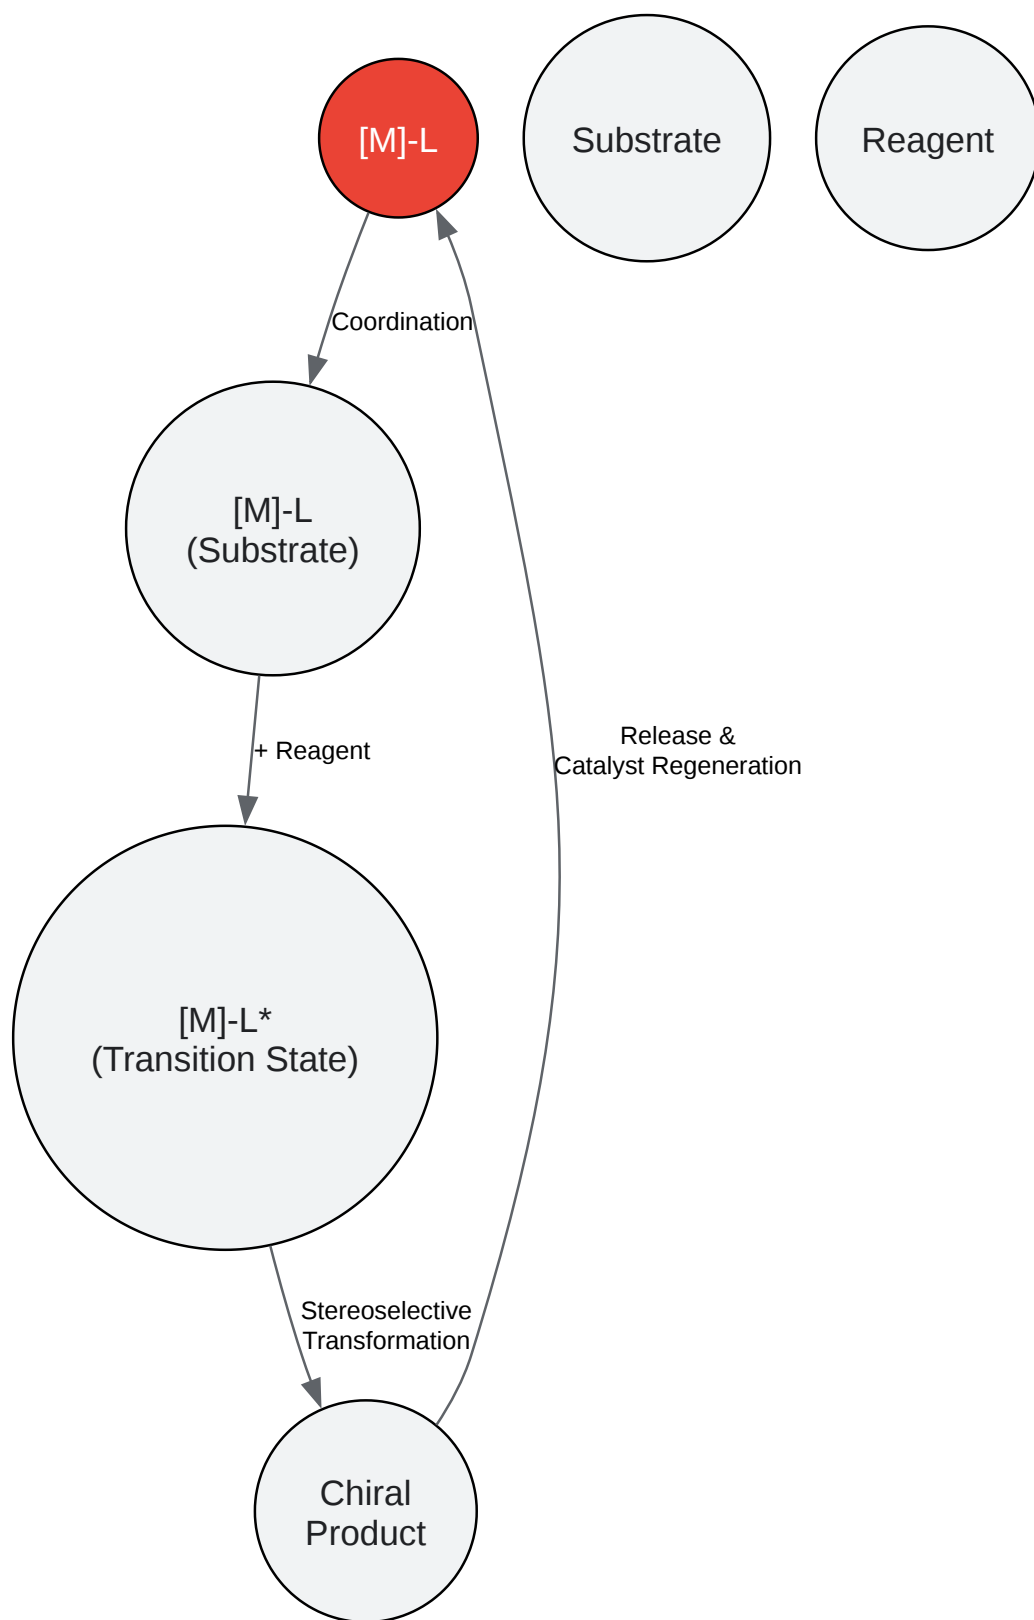 [M]-L
Substrate
Reagent
Coordination
[M]-L
(Substrate)
+ Reagent
Release &
Catalyst Regeneration
[M]-L*
(Transition State)
Stereoselective
Transformation
Chiral
Product